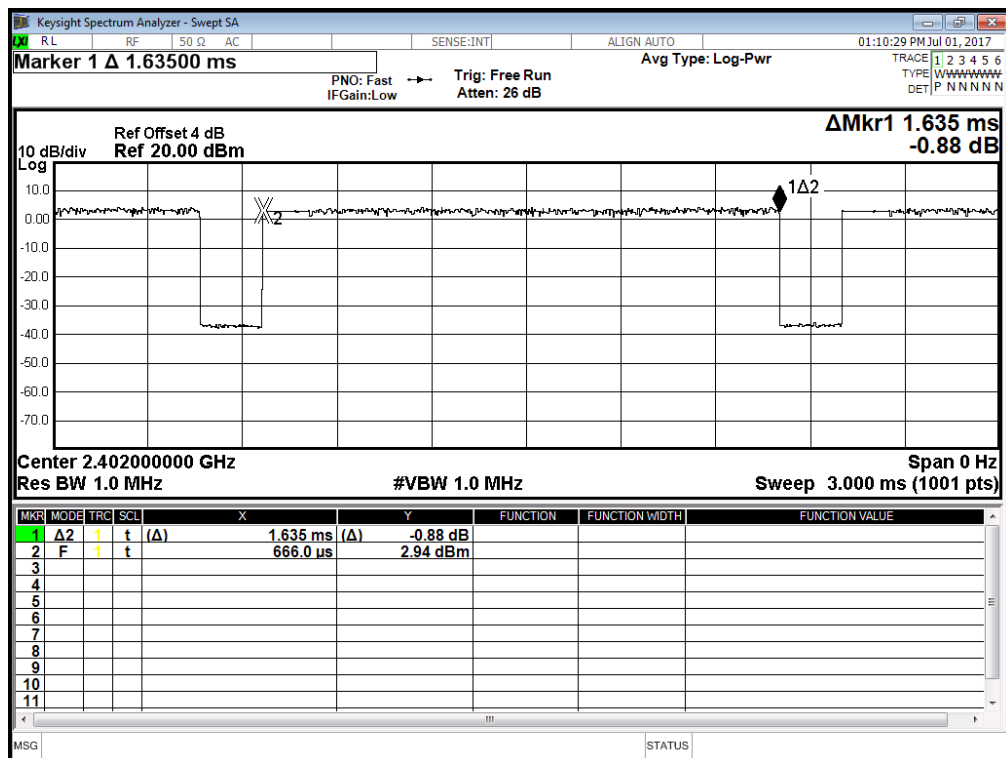 Keysight Spectrum Analyzer - Swept SA
LXI RL RF 50 Ω AC SENSE:INT ALIGN AUTO 01:10:29 PM Jul 01, 2017
Marker 1 Δ 1.63500 ms
PNO: Fast
IFGain:Low
Trig: Free Run
Atten: 26 dB
Avg Type: Log-Pwr
TRACE 1 2 3 4 5 6
TYPE WWWWWW
DET P N N N N N
ΔMkr1 1.635 ms
-0.88 dB
Ref Offset 4 dB
10 dB/div Ref 20.00 dBm
Log
10.0
0.00
-10.0
-20.0
-30.0
-40.0
-50.0
-60.0
-70.0
1Δ2
2
Center 2.402000000 GHz Span 0 Hz
Res BW 1.0 MHz #VBW 1.0 MHz Sweep 3.000 ms (1001 pts)
MKR MODE TRC SCL X Y FUNCTION FUNCTION WIDTH FUNCTION VALUE
1 Δ2 1 t (Δ) 1.635 ms (Δ) -0.88 dB
2 F 1 t 666.0 µs 2.94 dBm
3
4
5
6
7
8
9
10
11
MSG STATUS